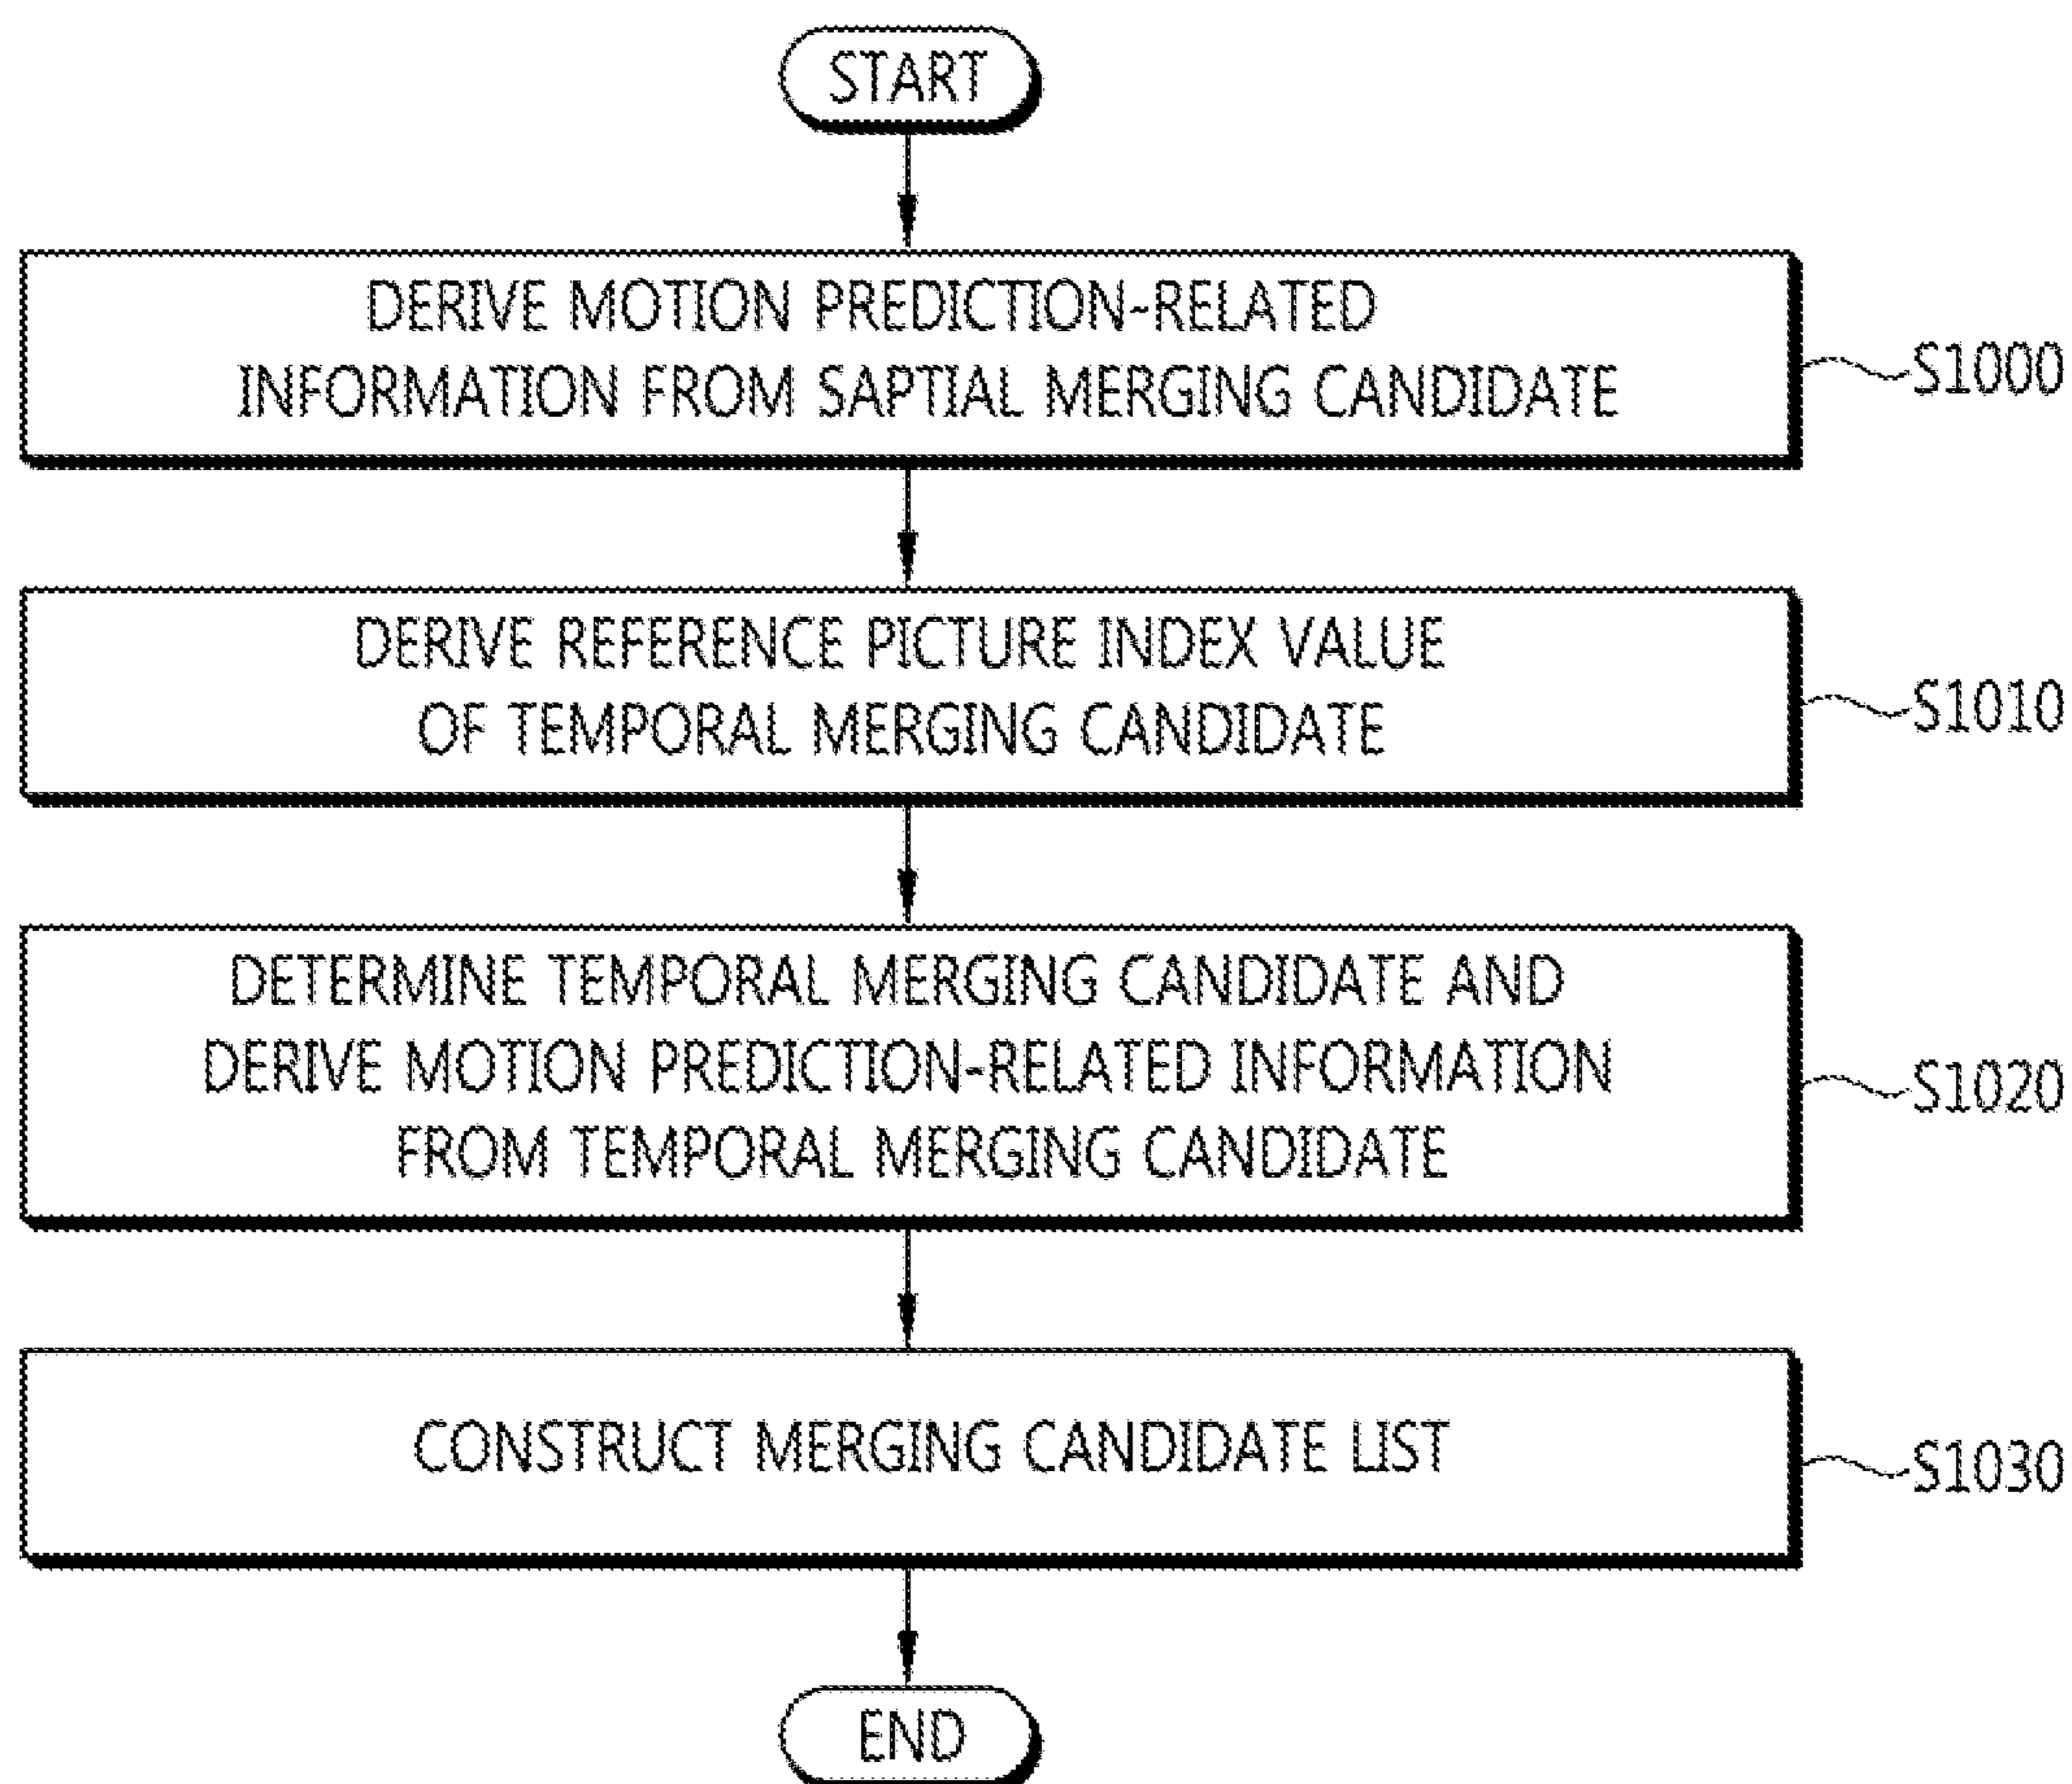 START
DERIVE MOTION PREDICTION-RELATED
INFORMATION FROM SAPTIAL MERGING CANDIDATE
S1000
DERIVE REFERENCE PICTURE INDEX VALUE
OF TEMPORAL MERGING CANDIDATE
S1010
DETERMINE TEMPORAL MERGING CANDIDATE AND
DERIVE MOTION PREDICTION-RELATED INFORMATION
FROM TEMPORAL MERGING CANDIDATE
S1020
CONSTRUCT MERGING CANDIDATE LIST
S1030
END